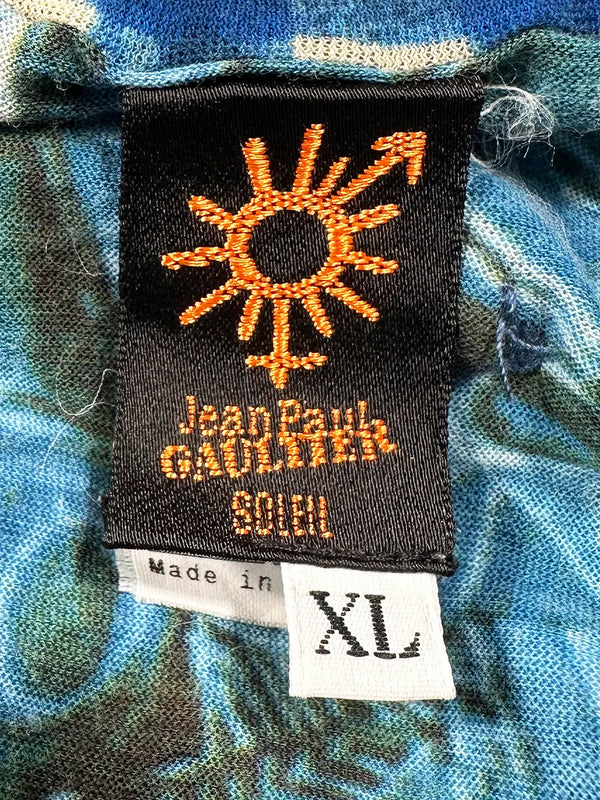 Jean Paul
GAULTIER
SOLEIL
Made in
XL